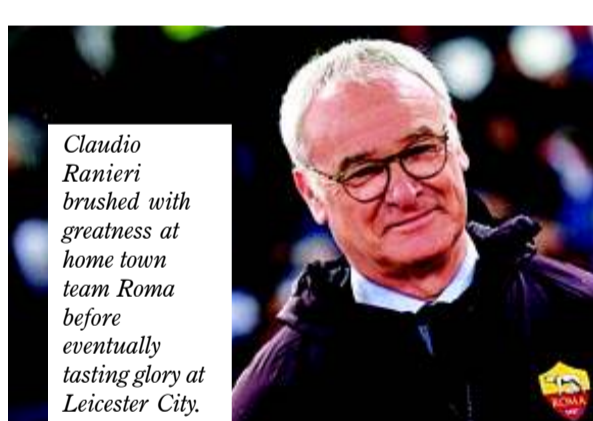 Claudio
Ranieri
brushed with
greatness at
home town
team Roma
before
eventually
tasting glory at
Leicester City.
ROMA